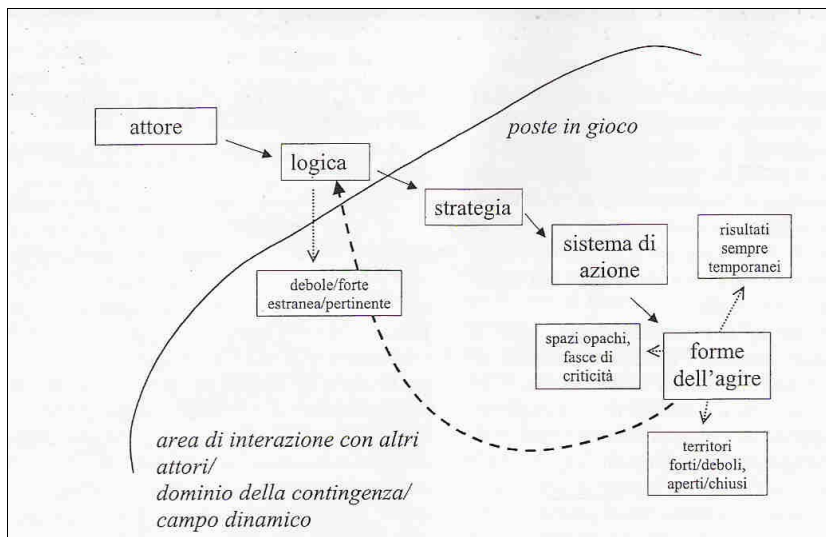 attore
logica
poste in gioco
strategia
sistema di
azione
risultati
sempre
temporanei
debole/forte
estranea/pertinente
spazi opachi,
fasce di
criticità
forme
dell'agire
territori
forti/deboli,
aperti/chiusi
area di interazione con altri
attori/
dominio della contingenza/
campo dinamico